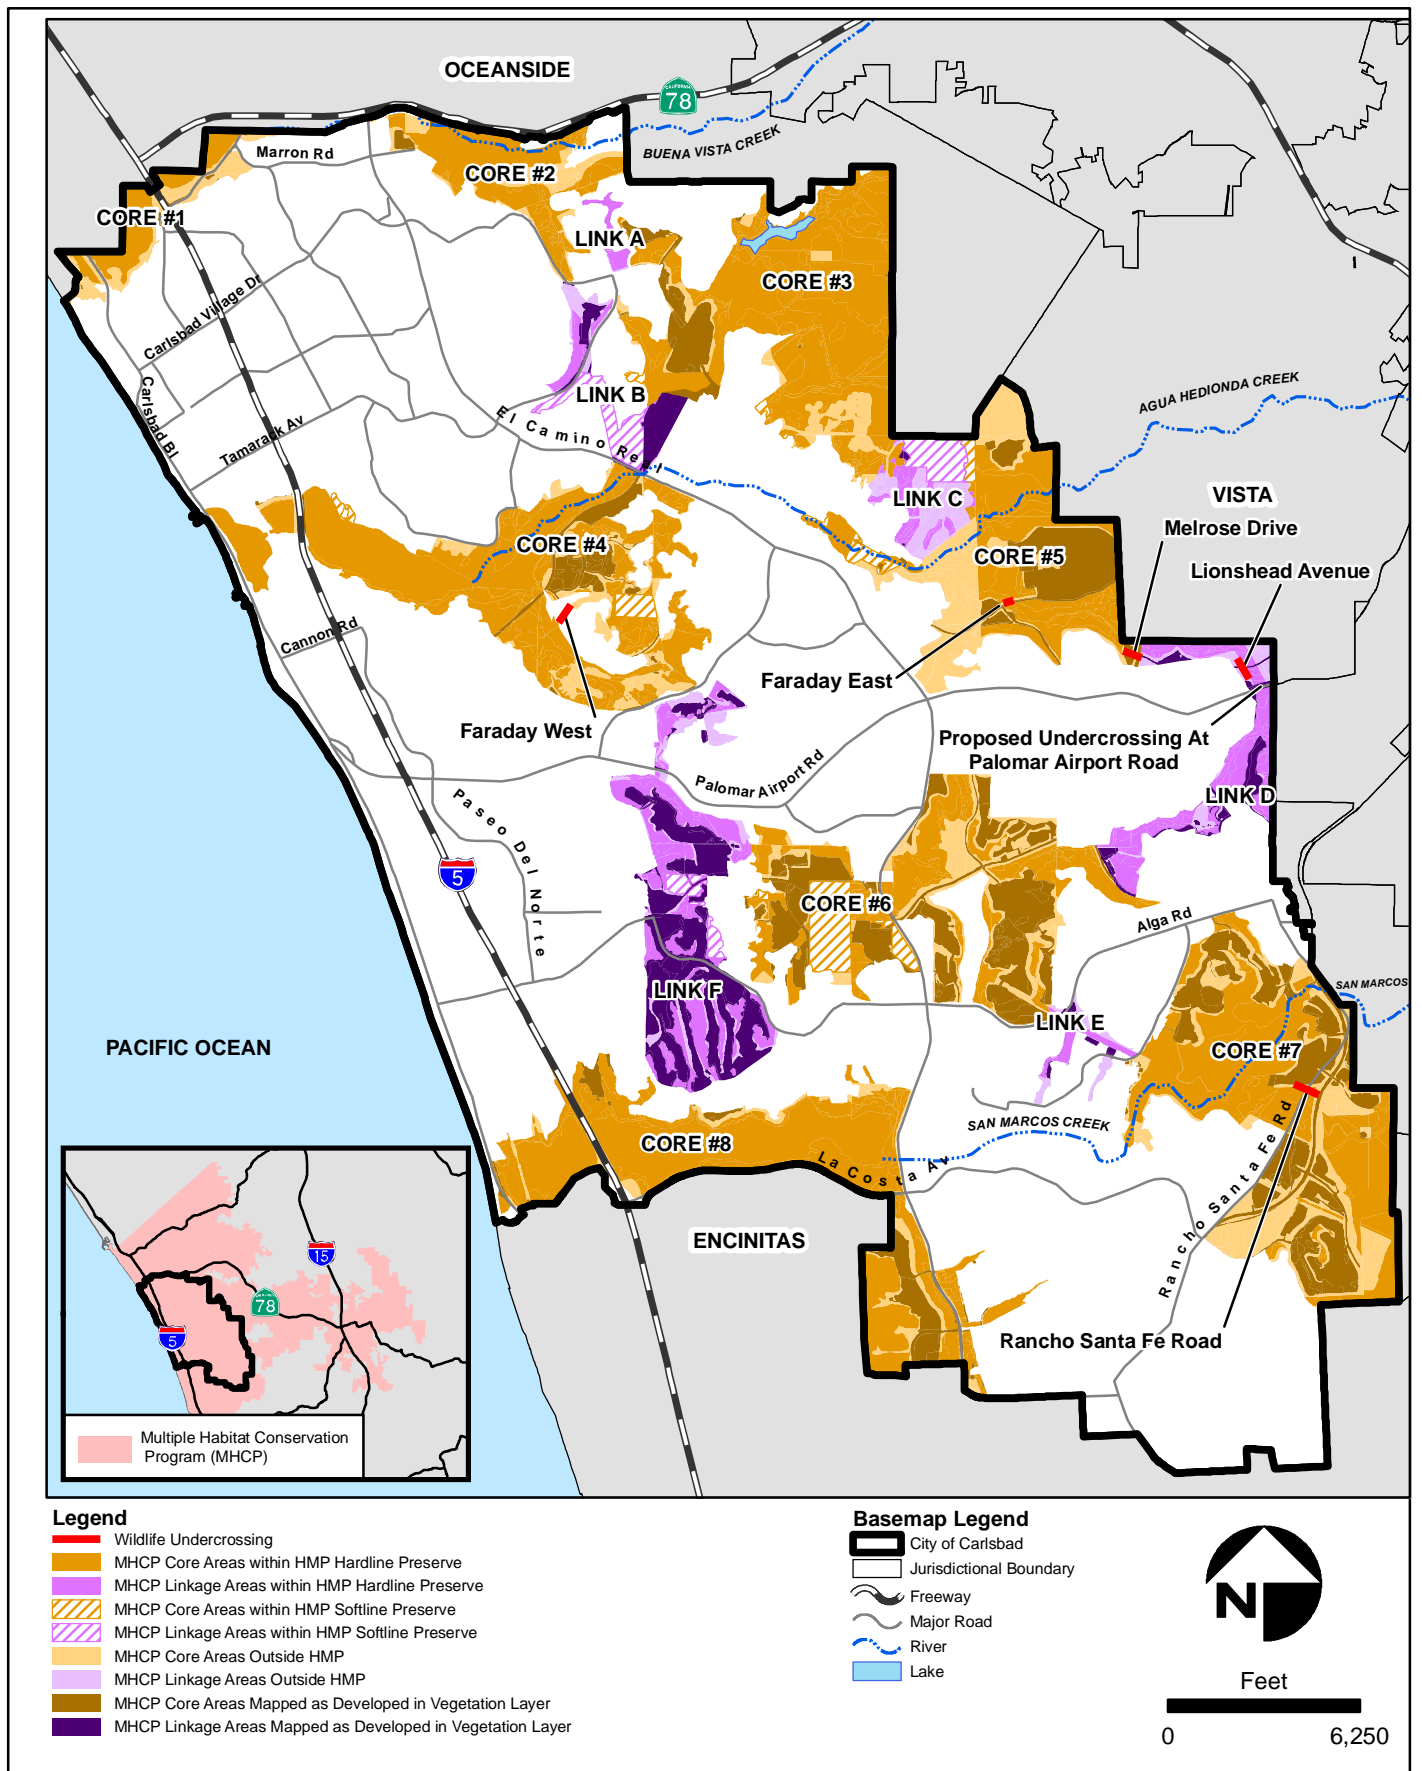 OCEANSIDE
CALIFORNIA
78
BUENA VISTA CREEK
Marron Rd
CORE #2
CORE #1
LINK A
CORE #3
Carlsbad Village Dr
Carlsbad Bl
LINK B
AGUA HEDIONDA CREEK
El Camino Real
Tamarack Av
LINK C
VISTA
Melrose Drive
CORE #4
CORE #5
Lionshead Avenue
Cannon Rd
Faraday East
Faraday West
Proposed Undercrossing At
Palomar Airport Road
Palomar Airport Rd
LINK D
Paseo Del Norte
5
CORE #6
Alga Rd
LINK F
SAN MARCOS
LINK E
PACIFIC OCEAN
CORE #7
SAN MARCOS CREEK
CORE #8
La Costa Av
Rancho Santa Fe Rd
ENCINITAS
Rancho Santa Fe Road
15
78
5
Multiple Habitat Conservation
Program (MHCP)
Legend
Wildlife Undercrossing
MHCP Core Areas within HMP Hardline Preserve
MHCP Linkage Areas within HMP Hardline Preserve
MHCP Core Areas within HMP Softline Preserve
MHCP Linkage Areas within HMP Softline Preserve
MHCP Core Areas Outside HMP
MHCP Linkage Areas Outside HMP
MHCP Core Areas Mapped as Developed in Vegetation Layer
MHCP Linkage Areas Mapped as Developed in Vegetation Layer
Basemap Legend
City of Carlsbad
Jurisdictional Boundary
Freeway
Major Road
River
Lake
N
Feet
0 6,250